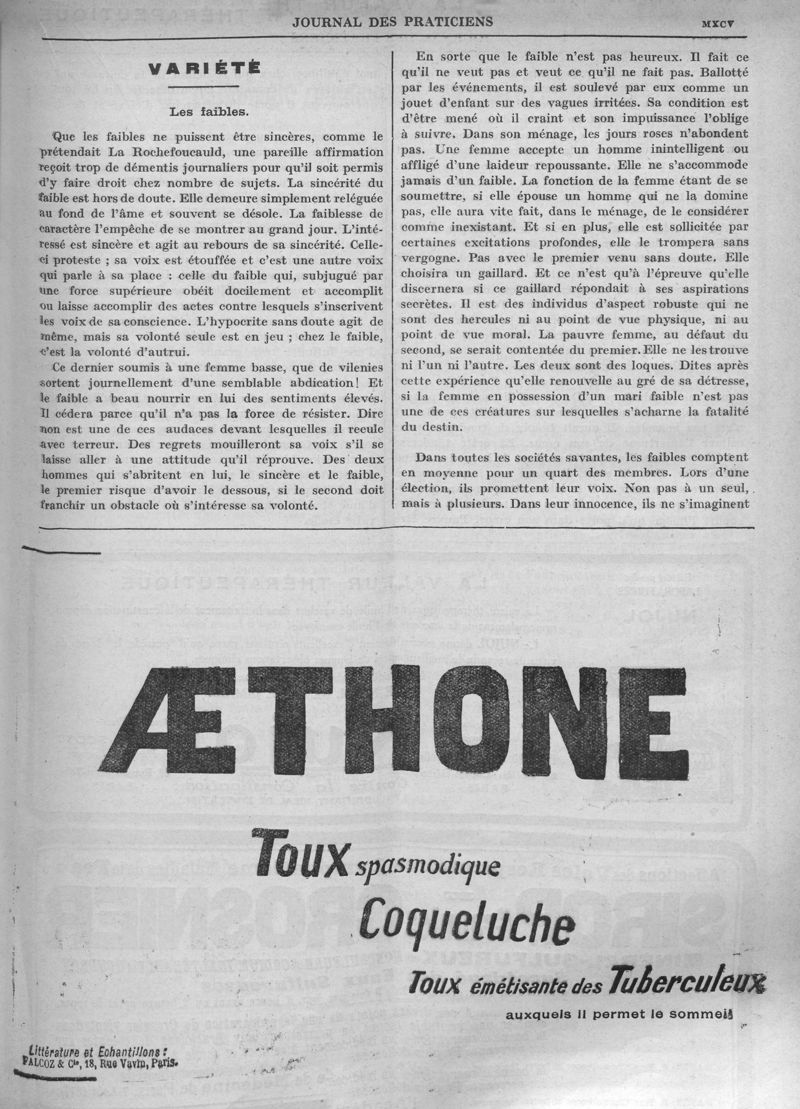 JOURNAL DES PRATICIENS
MXCV
VARIÉTÉ
Les faibles.
Que les faibles ne puissent être sincères, comme le
prétendait La Rochefoucauld, une pareille affirmation
reçoit trop de démentis journaliers pour qu'il soit permis
d'y faire droit chez nombre de sujets. La sincérité du
faible est hors de doute. Elle demeure simplement reléguée
au fond de l'âme et souvent se désole. La faiblesse de
caractère l'empêche de se montrer au grand jour. L'inté-
ressé est sincère et agit au rebours de sa sincérité. Celle-
ci proteste ; sa voix est étouffée et c'est une autre voix
qui parle à sa place : celle du faible qui, subjugué par
une force supérieure obéit docilement et accomplit
ou laisse accomplir des actes contre lesquels s'inscrivent
les voix de sa conscience. L'hypocrite sans doute agit de
même, mais sa volonté seule est en jeu ; chez le faible,
c'est la volonté d'autrui.
Ce dernier soumis à une femme basse, que de vilenies
sortent journellement d'une semblable abdication ! Et
le faible a beau nourrir en lui des sentiments élevés.
Il cédera parce qu'il n'a pas la force de résister. Dire
non est une de ces audaces devant lesquelles il recule
avec terreur. Des regrets mouilleront sa voix s'il se
laisse aller à une attitude qu'il réprouve. Des deux
hommes qui s'abritent en lui, le sincère et le faible,
le premier risque d'avoir le dessous, si le second doit
franchir un obstacle où s'intéresse sa volonté.
En sorte que le faible n'est pas heureux. Il fait ce
qu'il ne veut pas et veut ce qu'il ne fait pas. Ballotté
par les événements, il est soulevé par eux comme un
jouet d'enfant sur des vagues irritées. Sa condition est
d'être mené où il craint et son impuissance l'oblige
à suivre. Dans son ménage, les jours roses n'abondent
pas. Une femme accepte un homme inintelligent ou
affligé d'une laideur repoussante. Elle ne s'accommode
jamais d'un faible. La fonction de la femme étant de se
soumettre, si elle épouse un homme qui ne la domine
pas, elle aura vite fait, dans le ménage, de le considérer
comme inexistant. Et si en plus, elle est sollicitée par
certaines excitations profondes, elle le trompera sans
vergogne. Pas avec le premier venu sans doute. Elle
choisira un gaillard. Et ce n'est qu'à l'épreuve qu'elle
discernera si ce gaillard répondait à ses aspirations
secrètes. Il est des individus d'aspect robuste qui ne
sont des hercules ni au point de vue physique, ni au
point de vue moral. La pauvre femme, au défaut du
second, se serait contentée du premier. Elle ne les trouve
ni l'un ni l'autre. Les deux sont des loques. Dites après
cette expérience qu'elle renouvelle au gré de sa détresse,
si la femme en possession d'un mari faible n'est pas
une de ces créatures sur lesquelles s'acharne la fatalité
du destin.
Dans toutes les sociétés savantes, les faibles comptent
en moyenne pour un quart des membres. Lors d'une
élection, ils promettent leur voix. Non pas à un seul,
mais à plusieurs. Dans leur innocence, ils ne s'imaginent
ÆTHONE
Toux spasmodique
Coqueluche
Toux émétisante des Tuberculeux
auxquels il permet le sommeil
Littérature et Echantillons :
FALCOZ & Cie, 18, Rue Vavin, Paris.